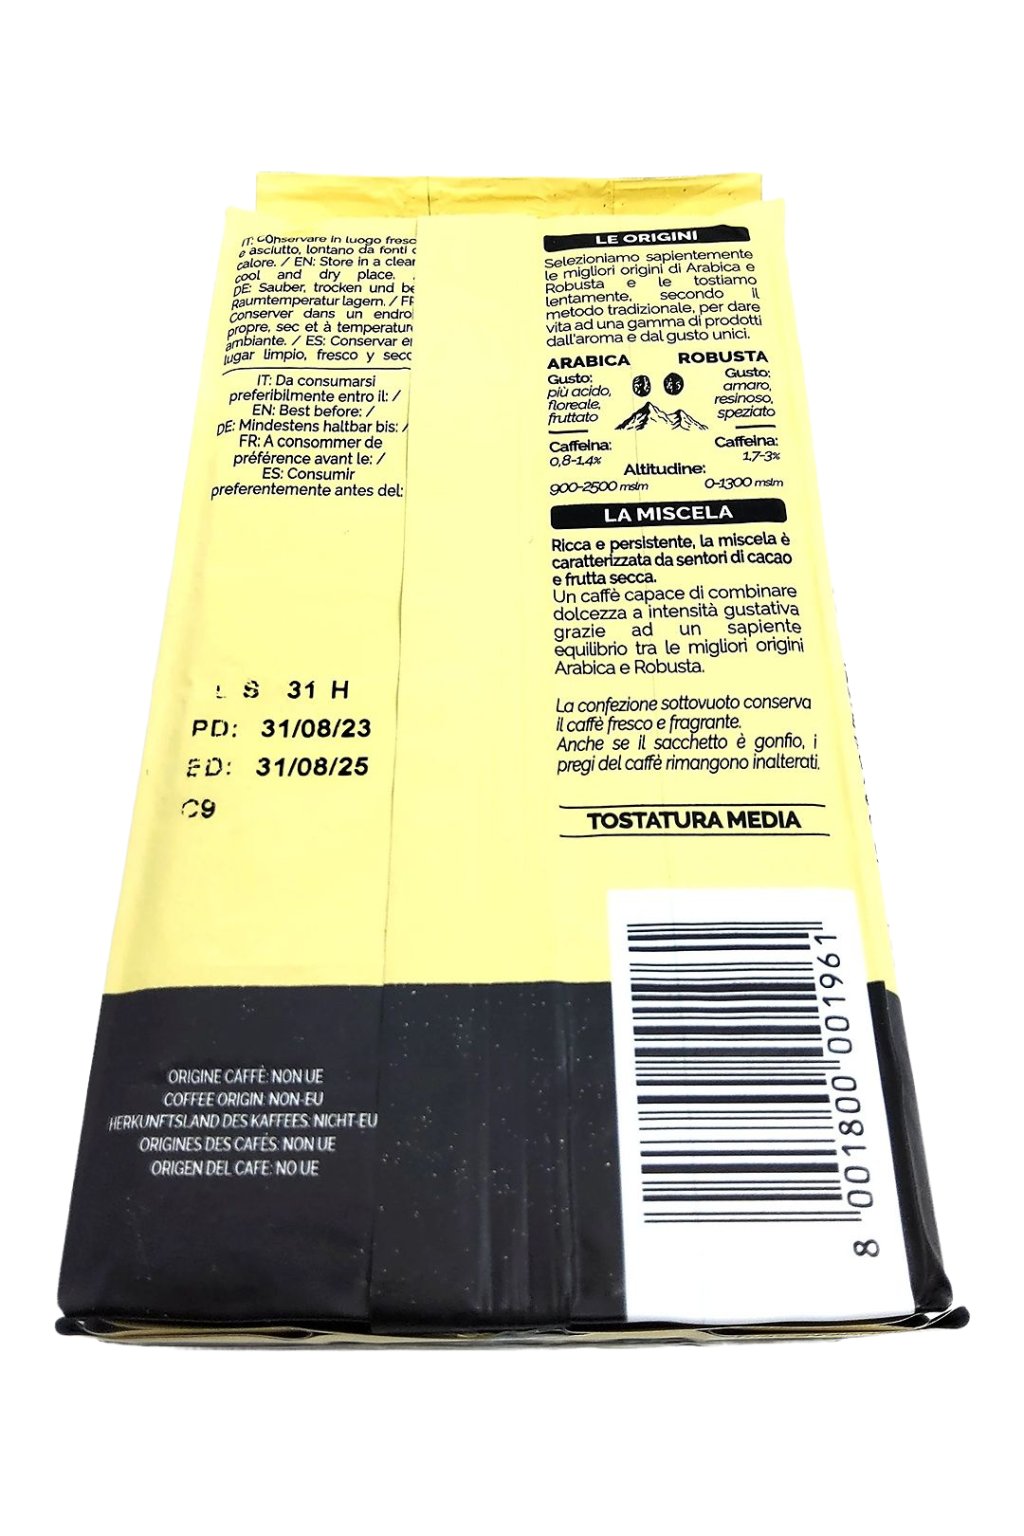 IT: Conservare in luogo fresc
e asciutto, lontano da fonti
calore. / EN: Store in a clea
cool and dry place.
DE: Sauber, trocken und be
Raumtemperatur lagern. / FR
Conserver dans un endro
propre, sec et à températur
ambiante. / ES: Conservar e
lugar limpio, fresco y sec
IT: Da consumarsi
preferibilmente entro il: /
EN: Best before: /
DE: Mindestens haltbar bis: /
FR: A consommer de
préférence avant le: /
ES: Consumir
preferentemente antes del:
L S 31 H
PD: 31/08/23
ED: 31/08/25
C9
ORIGINE CAFFÈ: NON UE
COFFEE ORIGIN: NON-EU
HERKUNFTSLAND DES KAFFEES: NICHT-EU
ORIGINES DES CAFÉS: NON UE
ORIGEN DEL CAFE: NO UE
LE ORIGINI
Selezioniamo sapientemente
le migliori origini di Arabica e
Robusta e le tostiamo
lentamente, secondo il
metodo tradizionale, per dare
vita ad una gamma di prodotti
dall'aroma e dal gusto unici.
ARABICA ROBUSTA
Gusto: Gusto:
più acido, amaro,
floreale, resinoso,
fruttato speziato
Caffeina: Caffeina:
0,8-1,4% 1,7-3%
Altitudine:
900-2500 mslm 0-1300 mslm
LA MISCELA
Ricca e persistente, la miscela è
caratterizzata da sentori di cacao
e frutta secca.
Un caffè capace di combinare
dolcezza a intensità gustativa
grazie ad un sapiente
equilibrio tra le migliori origini
Arabica e Robusta.
La confezione sottovuoto conserva
il caffè fresco e fragrante.
Anche se il sacchetto è gonfio, i
pregi del caffè rimangono inalterati.
TOSTATURA MEDIA
8 001800 001961